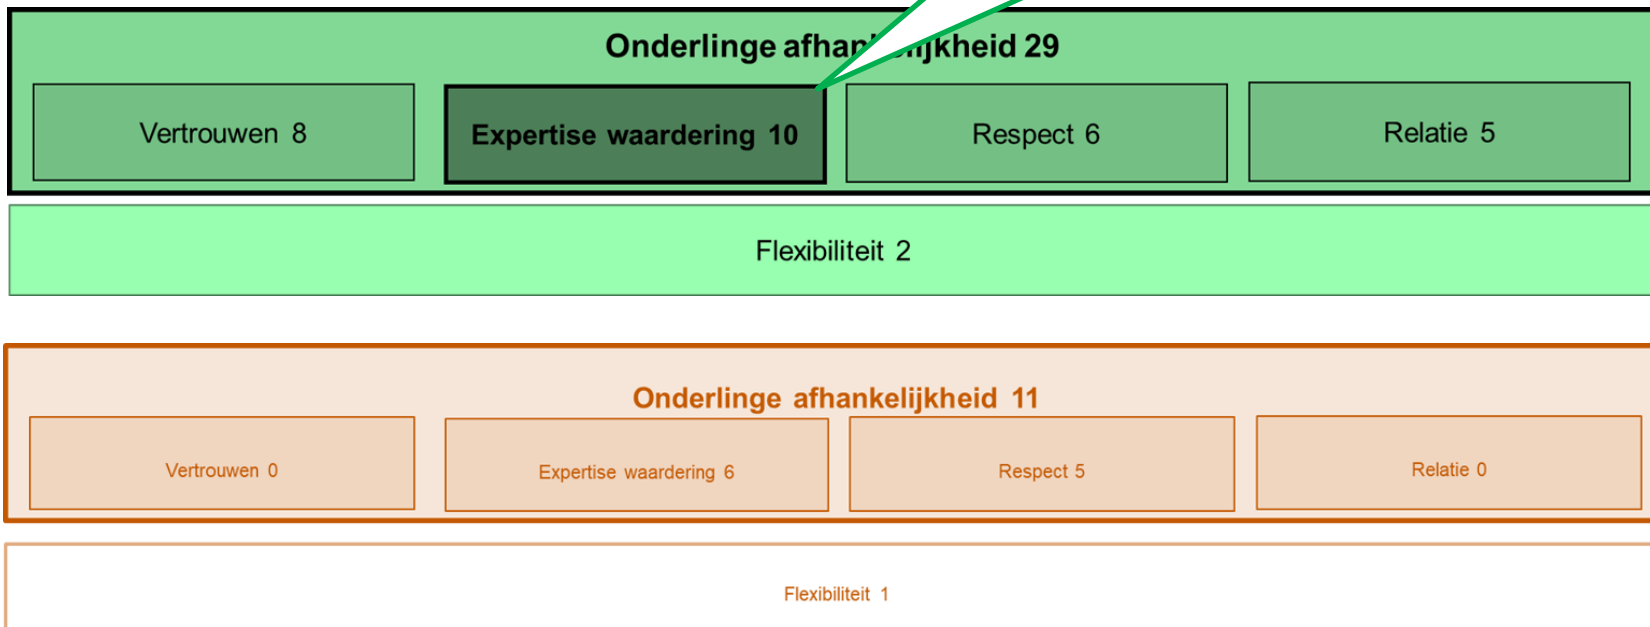 Onderlinge afhankelijkheid 29
Vertrouwen 8
Expertise waardering 10
Respect 6
Relatie 5
Flexibiliteit 2
Onderlinge afhankelijkheid 11
Vertrouwen 0
Expertise waardering 6
Respect 5
Relatie 0
Flexibiliteit 1